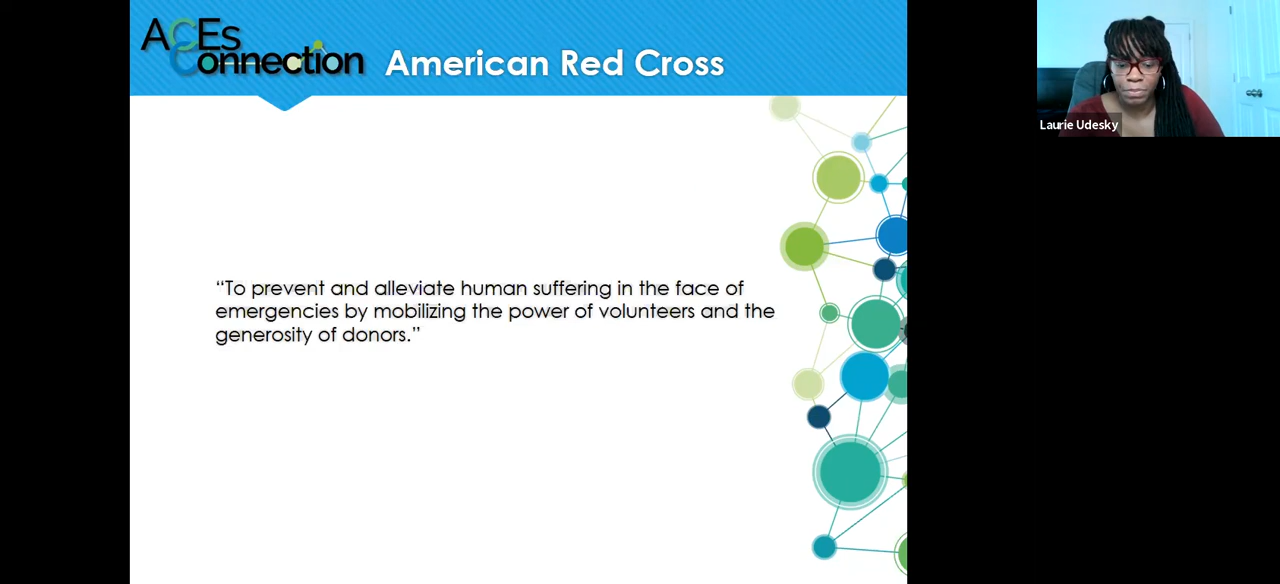 ACEs
Connection
American Red Cross
Laurie Udesky
“To prevent and alleviate human suffering in the face of
emergencies by mobilizing the power of volunteers and the
generosity of donors.”